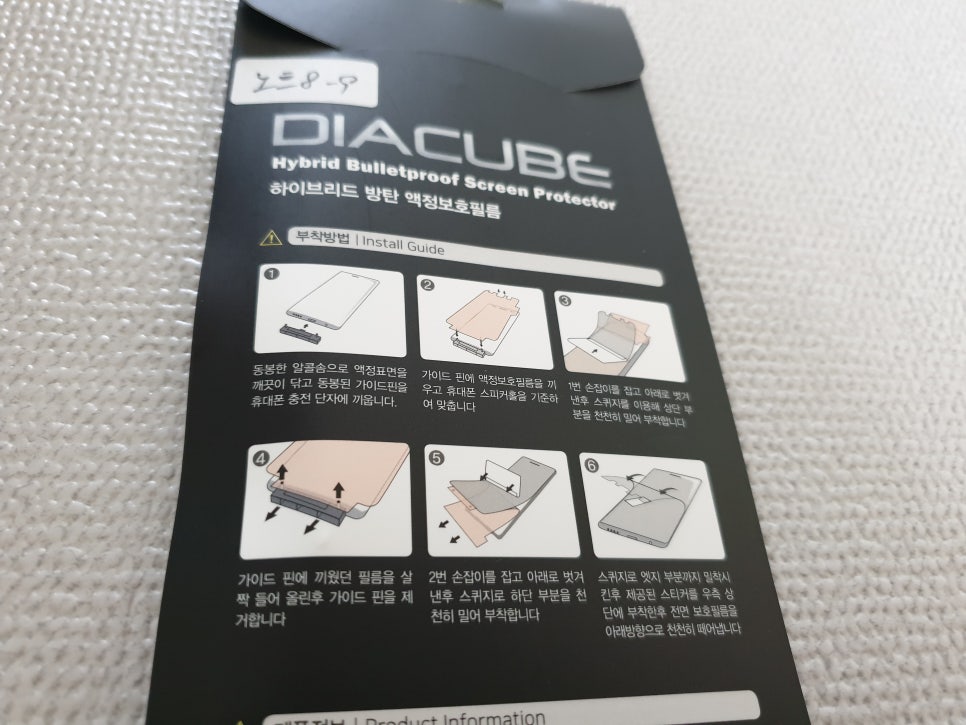 노트8-9
DIACUBE
Hybrid Bulletproof Screen Protector
하이브리드 방탄 액정보호필름
부착방법 | Install Guide
1
동봉한 알콜솜으로 액정표면을
깨끗이 닦고 동봉된 가이드핀을
휴대폰 충전 단자에 끼웁니다.
2
가이드 핀에 액정보호필름을 끼
우고 휴대폰 스피커홀을 기준하
여 맞춥니다
3
1번 손잡이를 잡고 아래로 벗겨
낸후 스퀴지를 이용해 상단 부
분을 천천히 밀어 부착합니다
4
가이드 핀에 끼웠던 필름을 살
짝 들어 올린후 가이드 핀을 제
거합니다
5
2번 손잡이를 잡고 아래로 벗겨
낸후 스퀴지로 하단 부분을 천
천히 밀어 부착합니다
6
스퀴지로 엣지 부분까지 밀착시
킨후 제공된 스티커를 우측 상
단에 부착한후 전면 보호필름을
아래방향으로 천천히 떼어냅니다
제품정보 | Product Information